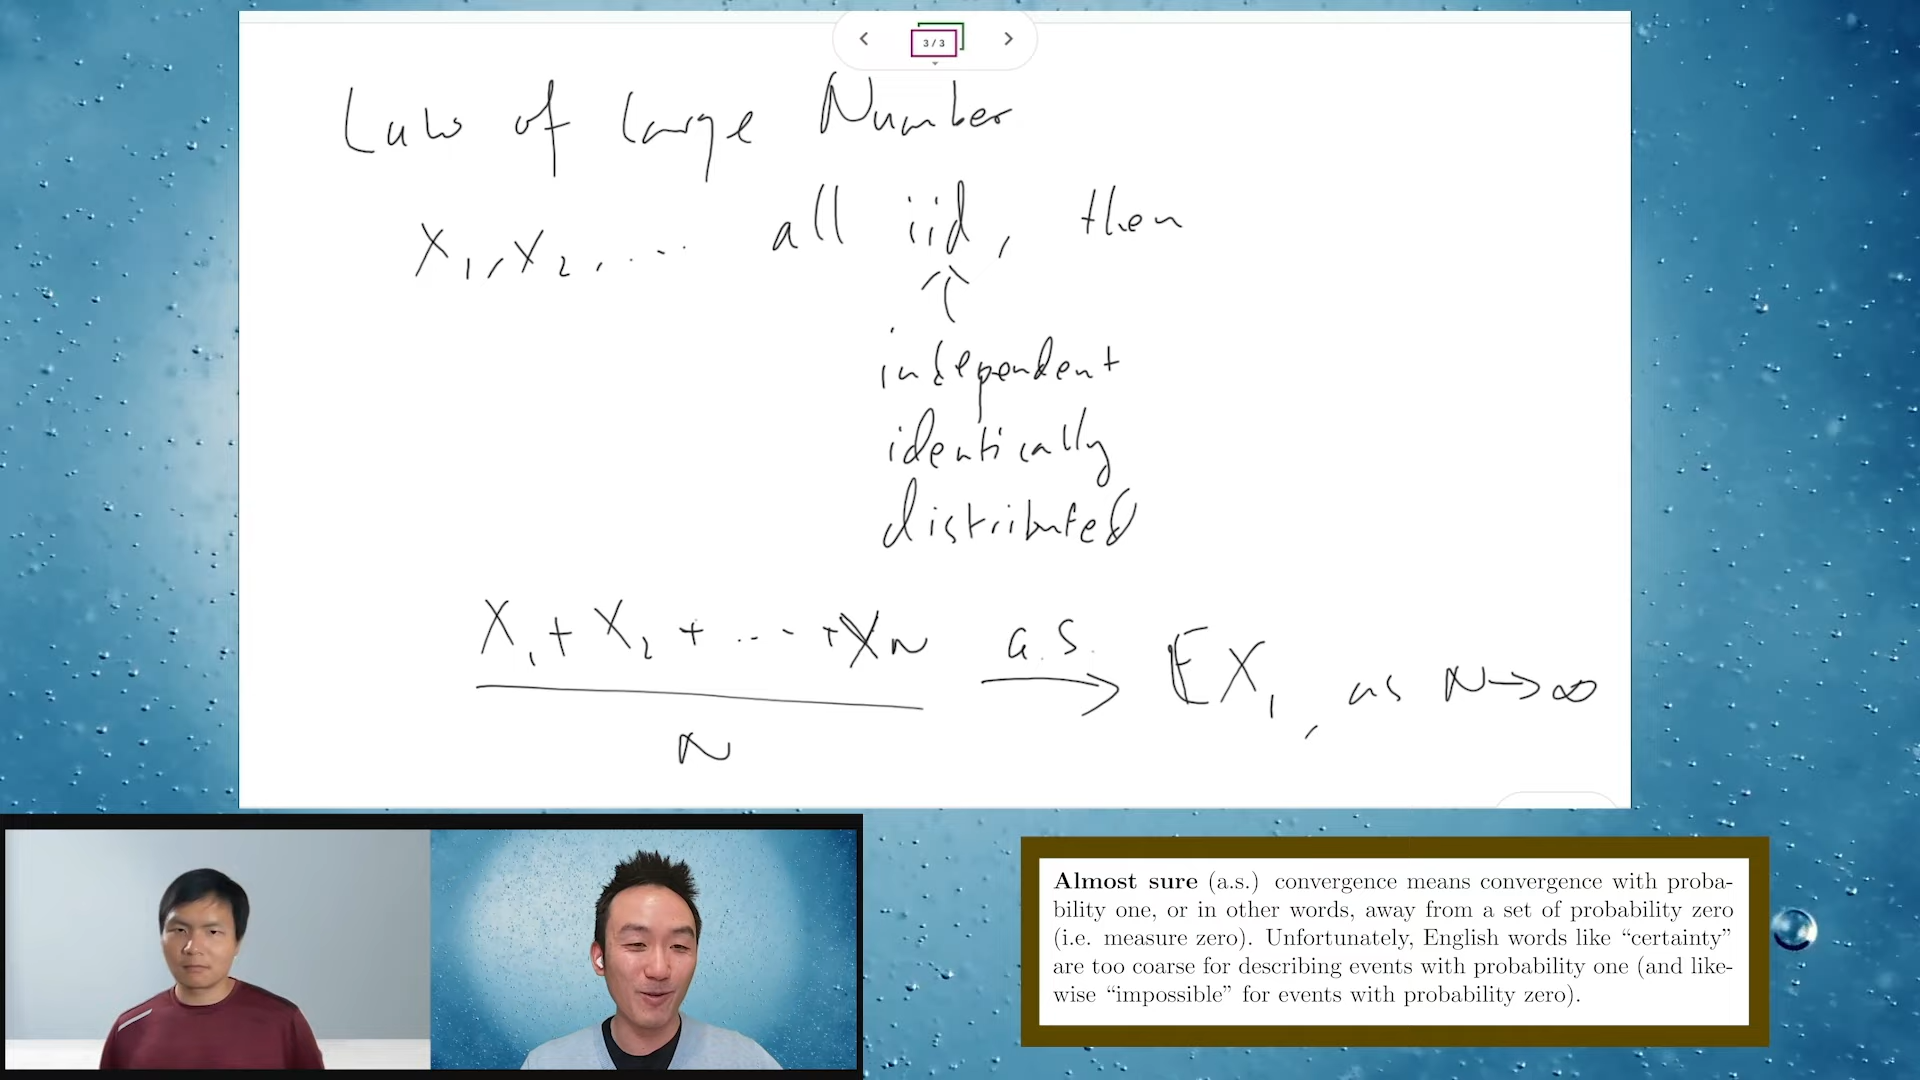 3 / 3
Law of large Number
X₁, X₂, ... all iid, then
↑
independent
identically
distributed
X₁ + X₂ + ... + X_N a.s.
→ EX₁, as N → ∞
N
Almost sure (a.s.) convergence means convergence with proba-
bility one, or in other words, away from a set of probability zero
(i.e. measure zero). Unfortunately, English words like “certainty”
are too coarse for describing events with probability one (and like-
wise “impossible” for events with probability zero).